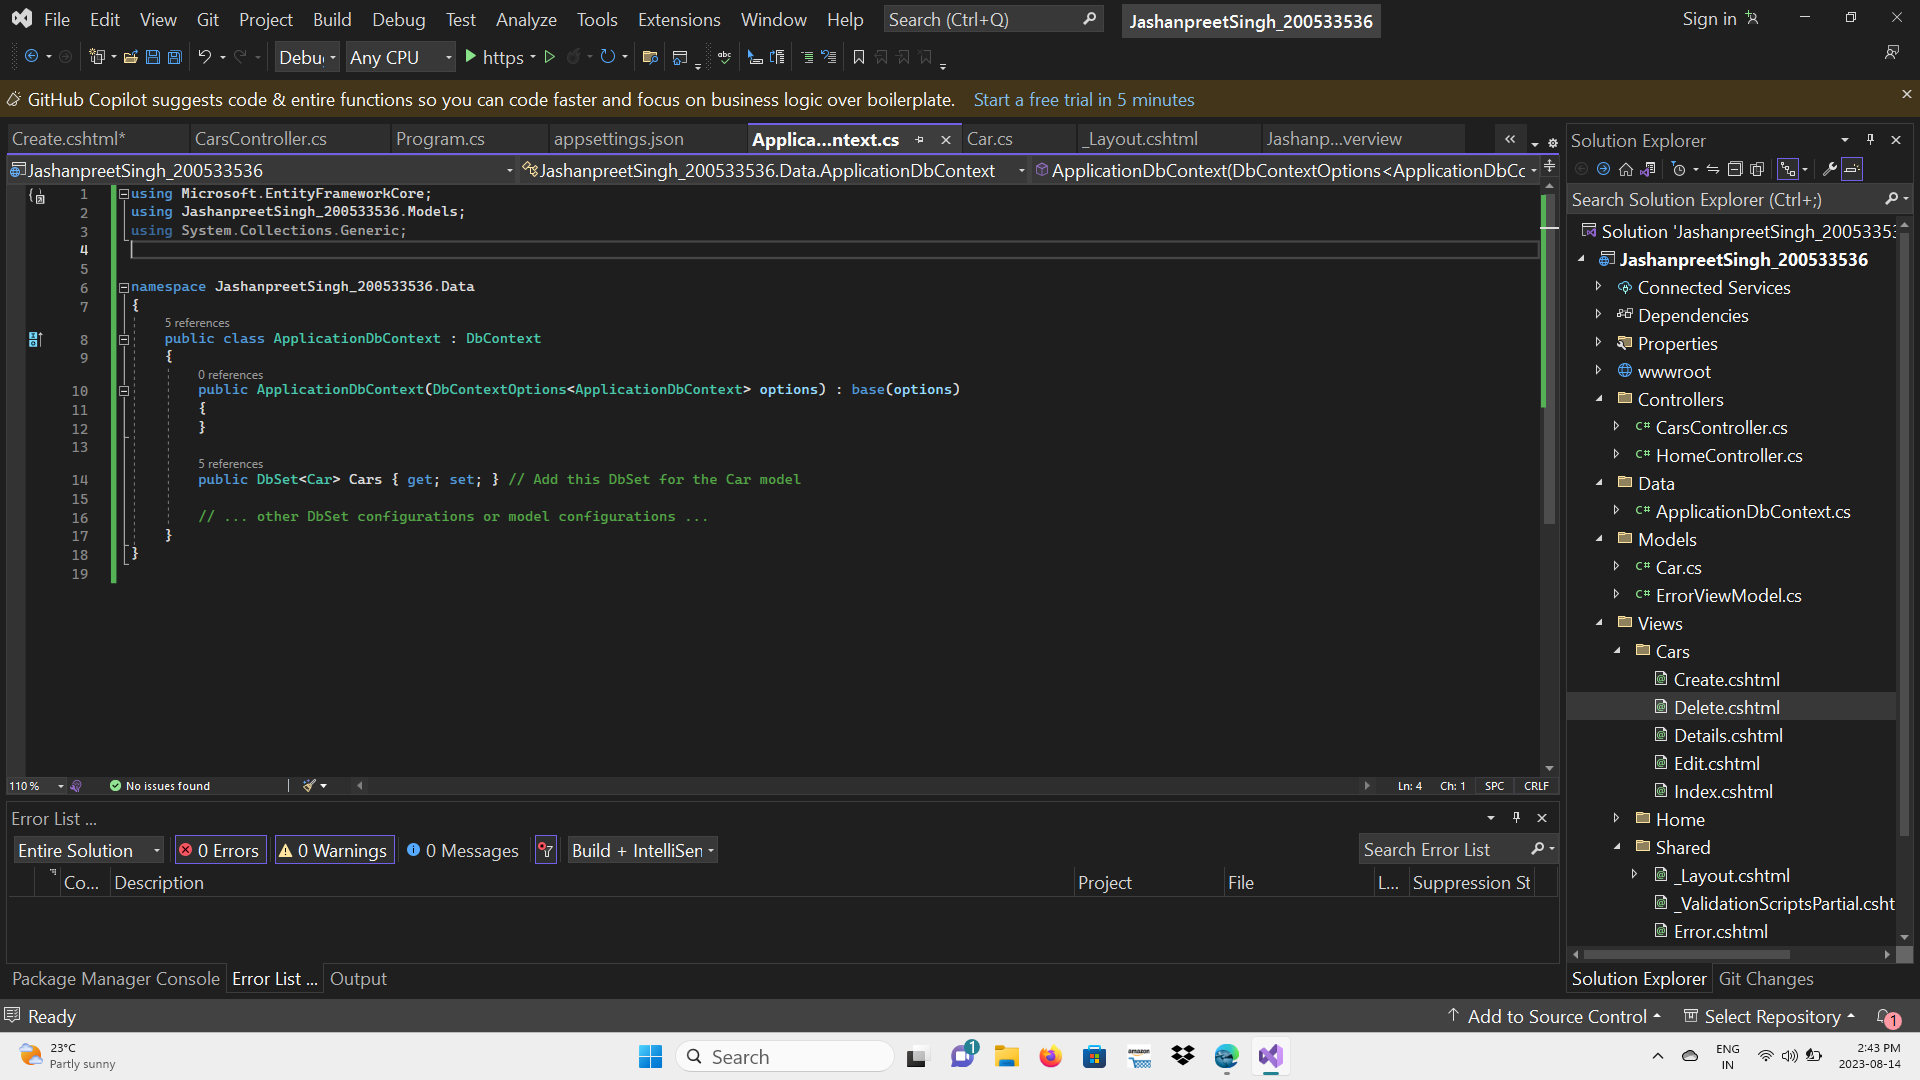 File Edit View Git Project Build Debug Test Analyze Tools Extensions Window Help Search (Ctrl+Q) JashanpreetSingh_200533536 Sign in
Debu Any CPU https
GitHub Copilot suggests code & entire functions so you can code faster and focus on business logic over boilerplate. Start a free trial in 5 minutes
Create.cshtml* CarsController.cs Program.cs appsettings.json Applica...ntext.cs Car.cs _Layout.cshtml Jashanp...verview
JashanpreetSingh_200533536 JashanpreetSingh_200533536.Data.ApplicationDbContext ApplicationDbContext(DbContextOptions<ApplicationDbCc
1 using Microsoft.EntityFrameworkCore;
2 using JashanpreetSingh_200533536.Models;
3 using System.Collections.Generic;
4
5
6 namespace JashanpreetSingh_200533536.Data
7 {
5 references
8 public class ApplicationDbContext : DbContext
9 {
0 references
10 public ApplicationDbContext(DbContextOptions<ApplicationDbContext> options) : base(options)
11 {
12 }
13
5 references
14 public DbSet<Car> Cars { get; set; } // Add this DbSet for the Car model
15
16 // ... other DbSet configurations or model configurations ...
17 }
18 }
19
110 % No issues found Ln: 4 Ch: 1 SPC CRLF
Error List ...
Entire Solution 0 Errors 0 Warnings 0 Messages Build + IntelliSen Search Error List
Co... Description Project File L... Suppression St
Package Manager Console Error List ... Output
Solution Explorer
Search Solution Explorer (Ctrl+;)
Solution 'JashanpreetSingh_20053353
JashanpreetSingh_200533536
Connected Services
Dependencies
Properties
wwwroot
Controllers
C# CarsController.cs
C# HomeController.cs
Data
C# ApplicationDbContext.cs
Models
C# Car.cs
C# ErrorViewModel.cs
Views
Cars
Create.cshtml
Delete.cshtml
Details.cshtml
Edit.cshtml
Index.cshtml
Home
Shared
_Layout.cshtml
_ValidationScriptsPartial.csht
Error.cshtml
Solution Explorer Git Changes
Ready Add to Source Control Select Repository 1
23°C
Partly sunny
Search 1 amazon
ENG
IN
2:43 PM
2023-08-14